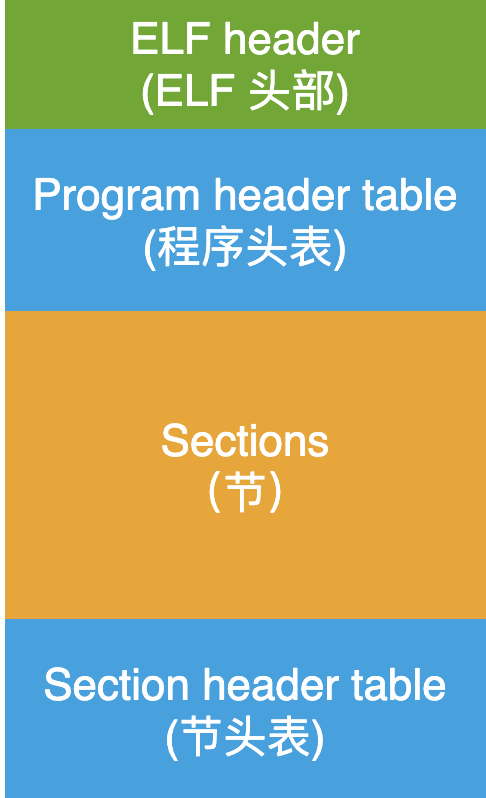 ELF header
(ELF 头部)
Program header table
(程序头表)
Sections
(节)
Section header table
(节头表)